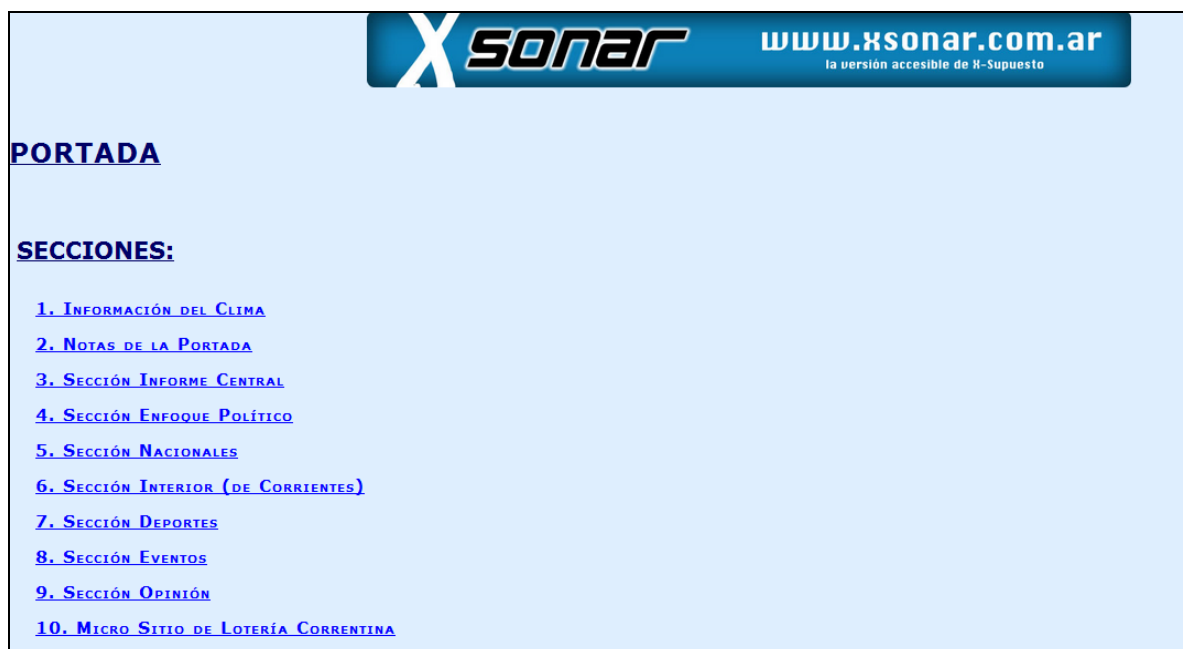 X sonar
www.xsonar.com.ar
la versión accesible de X-Supuesto
PORTADA
SECCIONES:
1. Información del Clima
2. Notas de la Portada
3. Sección Informe Central
4. Sección Enfoque Político
5. Sección Nacionales
6. Sección Interior (de Corrientes)
7. Sección Deportes
8. Sección Eventos
9. Sección Opinión
10. Micro Sitio de Lotería Correntina